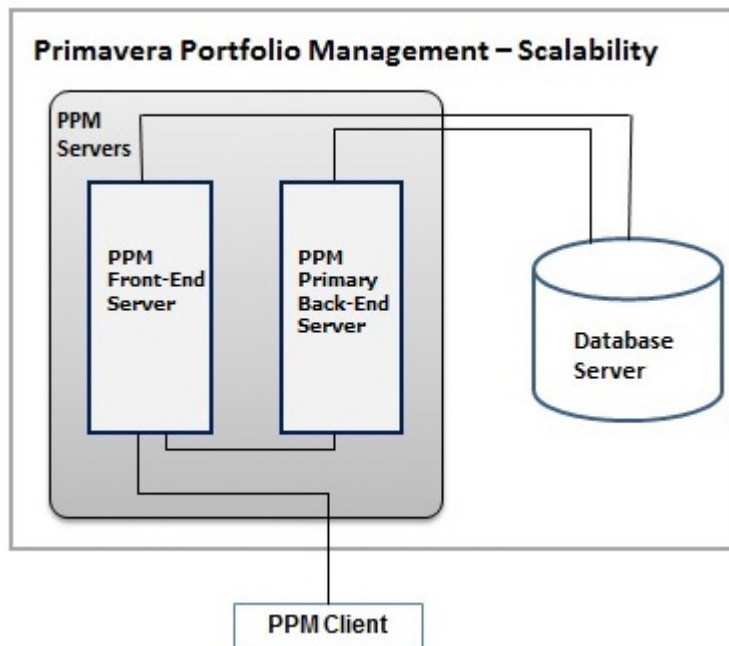 Primavera Portfolio Management – Scalability
PPM
Servers
PPM
Front-End
Server
PPM
Primary
Back-End
Server
Database
Server
PPM Client